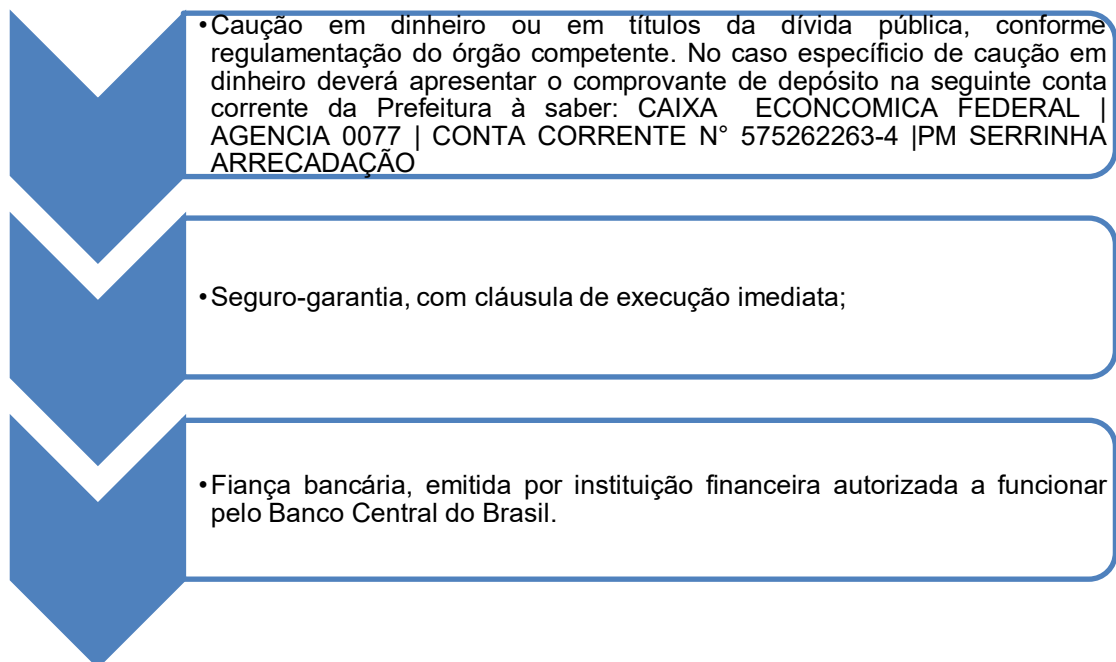 •Caução em dinheiro ou em títulos da dívida pública, conforme
regulamentação do órgão competente. No caso específicio de caução em
dinheiro deverá apresentar o comprovante de depósito na seguinte conta
corrente da Prefeitura à saber: CAIXA ECONCOMICA FEDERAL |
AGENCIA 0077 | CONTA CORRENTE N° 575262263-4 |PM SERRINHA
ARRECADAÇÃO
•Seguro-garantia, com cláusula de execução imediata;
•Fiança bancária, emitida por instituição financeira autorizada a funcionar
pelo Banco Central do Brasil.